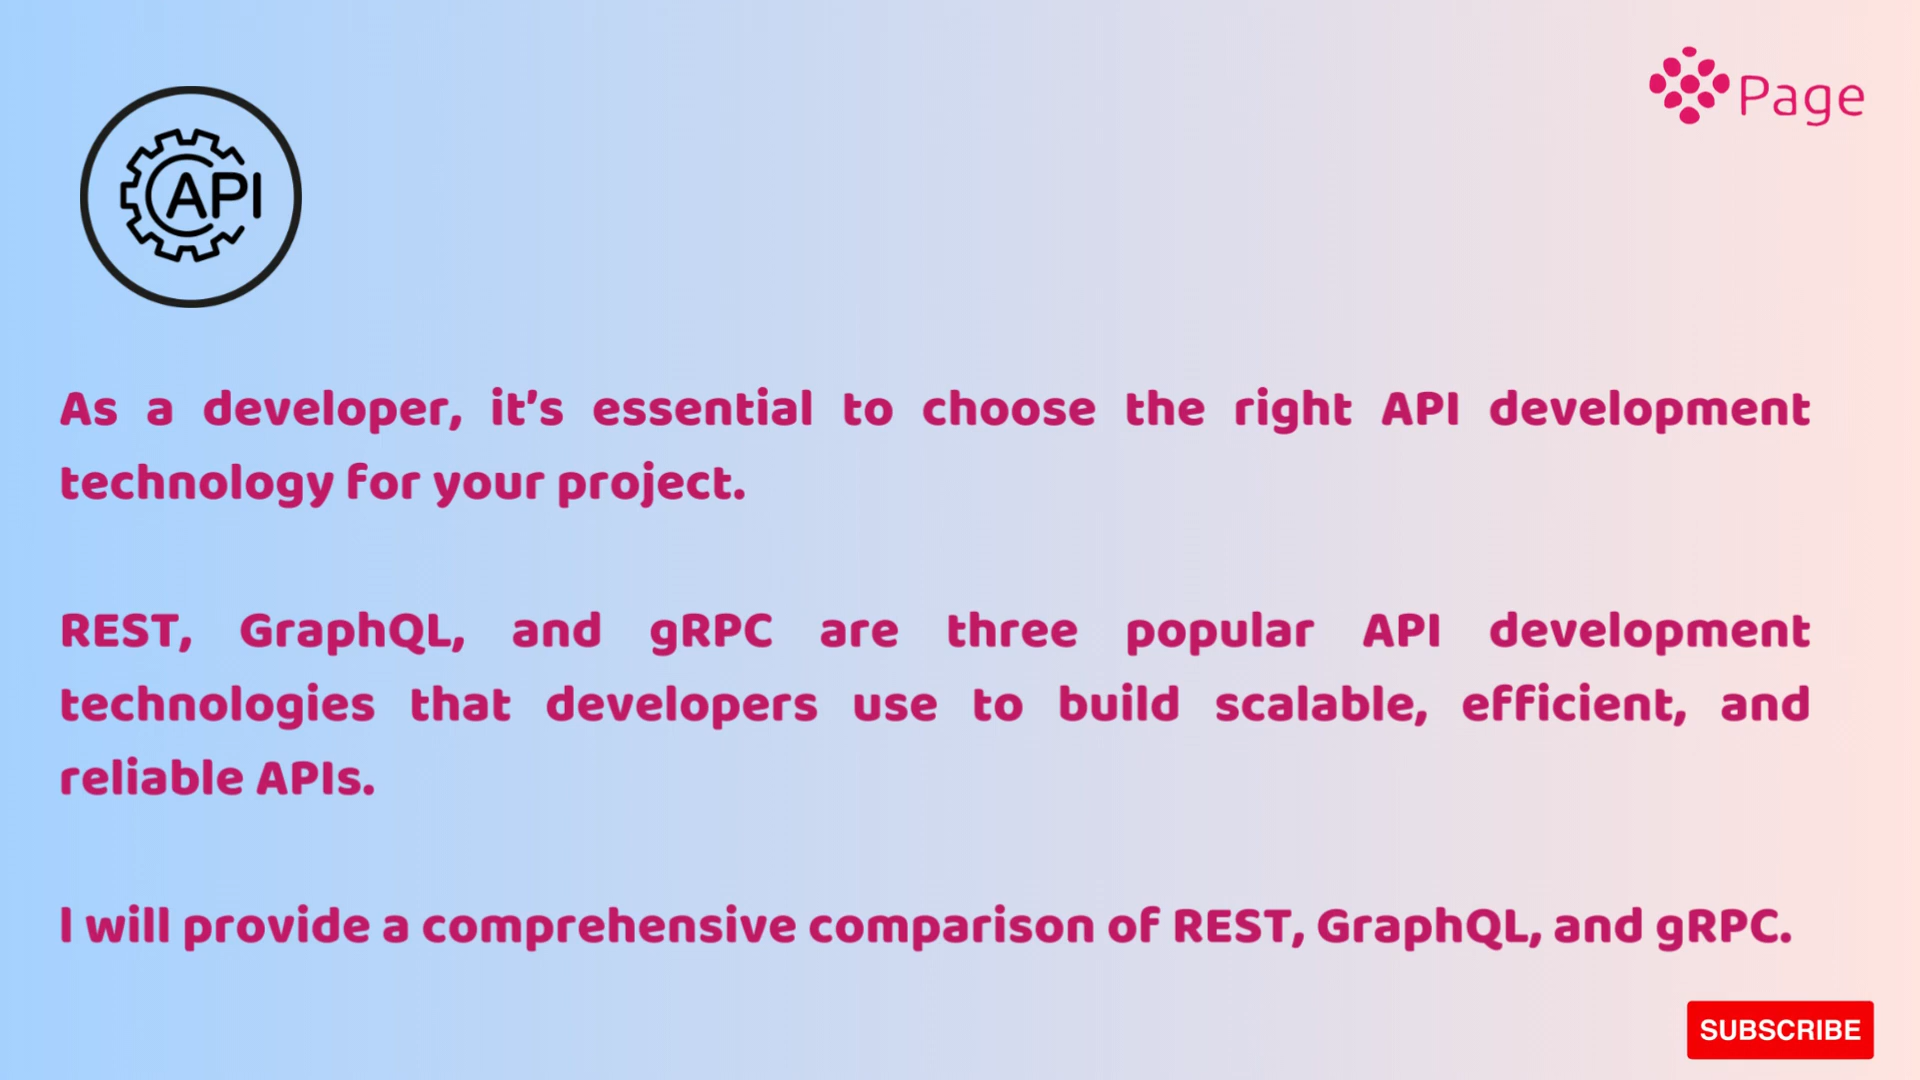 Page
API
As a developer, it's essential to choose the right API development
technology for your project.
REST, GraphQL, and gRPC are three popular API development
technologies that developers use to build scalable, efficient, and
reliable APIs.
I will provide a comprehensive comparison of REST, GraphQL, and gRPC.
SUBSCRIBE